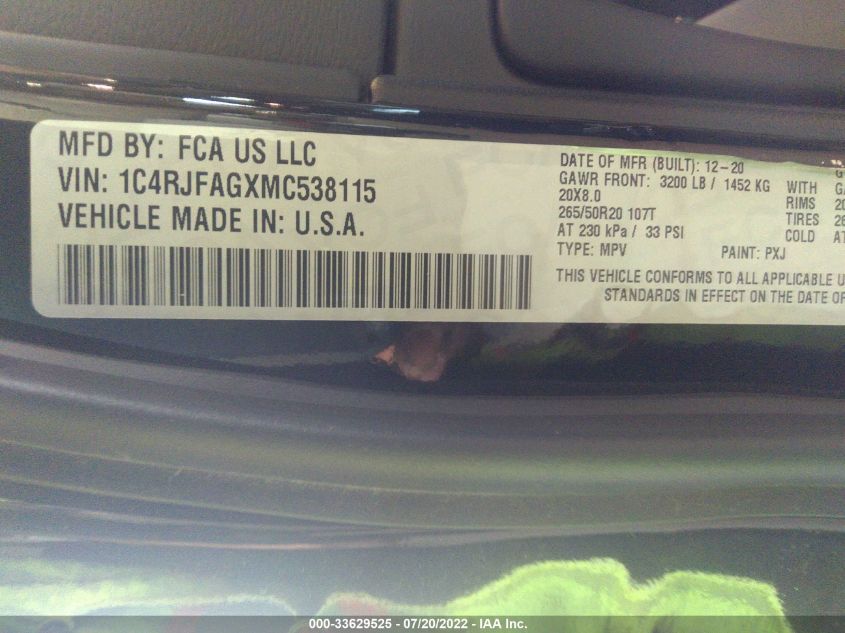 MFD BY: FCA US LLC
VIN: 1C4RJFAGXMC538115
VEHICLE MADE IN: U.S.A.
DATE OF MFR (BUILT): 12-20
GAWR FRONT: 3200 LB / 1452 KG WITH
20X8.0 RIMS 20
265/50R20 107T TIRES 26
AT 230 kPa / 33 PSI COLD AT
TYPE: MPV PAINT: PXJ
THIS VEHICLE CONFORMS TO ALL APPLICABLE U
STANDARDS IN EFFECT ON THE DATE OF
000-33629525 - 07/20/2022 - IAA Inc.